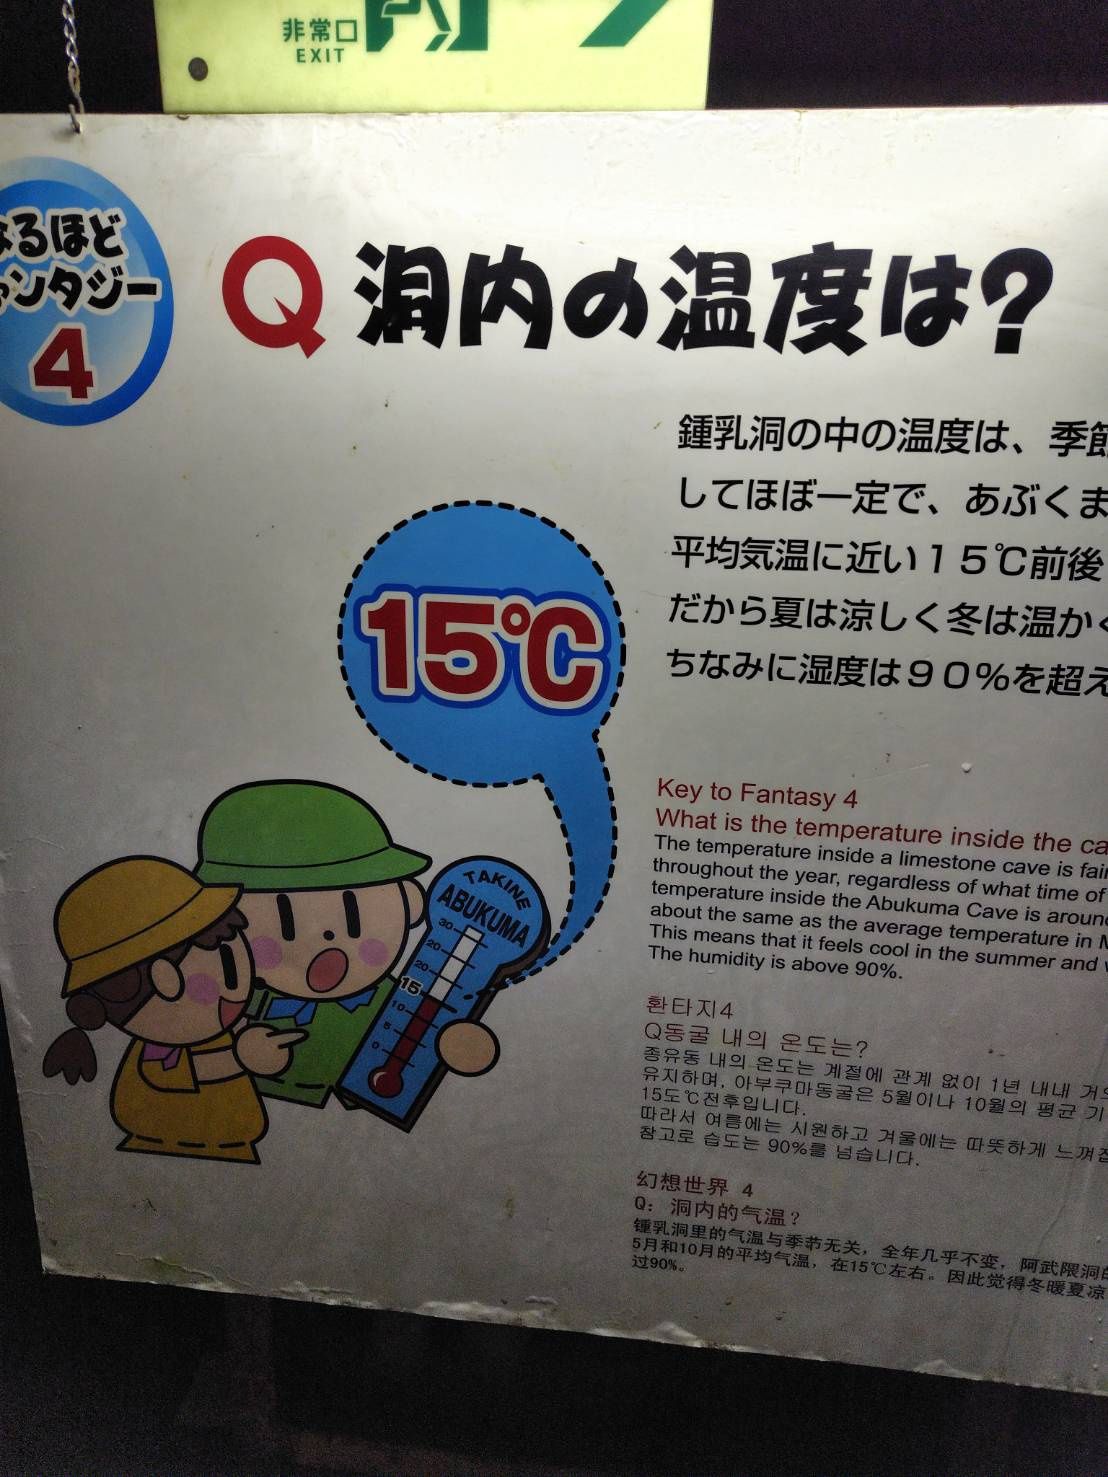 非常口
EXIT
なるほど
ファンタジー
4
Q 洞内の温度は?
鍾乳洞の中の温度は、季節
してほぼ一定で、あぶくま
平均気温に近い15℃前後
だから夏は涼しく冬は温かく
ちなみに湿度は90%を超え
15℃
TAKINE
ABUKUMA
30
20
20
15
10
5
0
Key to Fantasy 4
What is the temperature inside the ca
The temperature inside a limestone cave is fair
throughout the year, regardless of what time of
temperature inside the Abukuma Cave is around
about the same as the average temperature in M
This means that it feels cool in the summer and w
The humidity is above 90%.
환타지4
Q동굴 내의 온도는?
종유동 내의 온도는 계절에 관계 없이 1년 내내 거의
유지하며, 아부쿠마동굴은 5월이나 10월의 평균 기
15도℃전후입니다.
따라서 여름에는 시원하고 겨울에는 따뜻하게 느껴집
참고로 습도는 90%를 넘습니다.
幻想世界 4
Q: 洞内的气温?
锺乳洞里的气温与季节无关，全年几乎不变，阿武隈洞的
5月和10月的平均气温，在15℃左右。因此觉得冬暖夏凉
过90%。